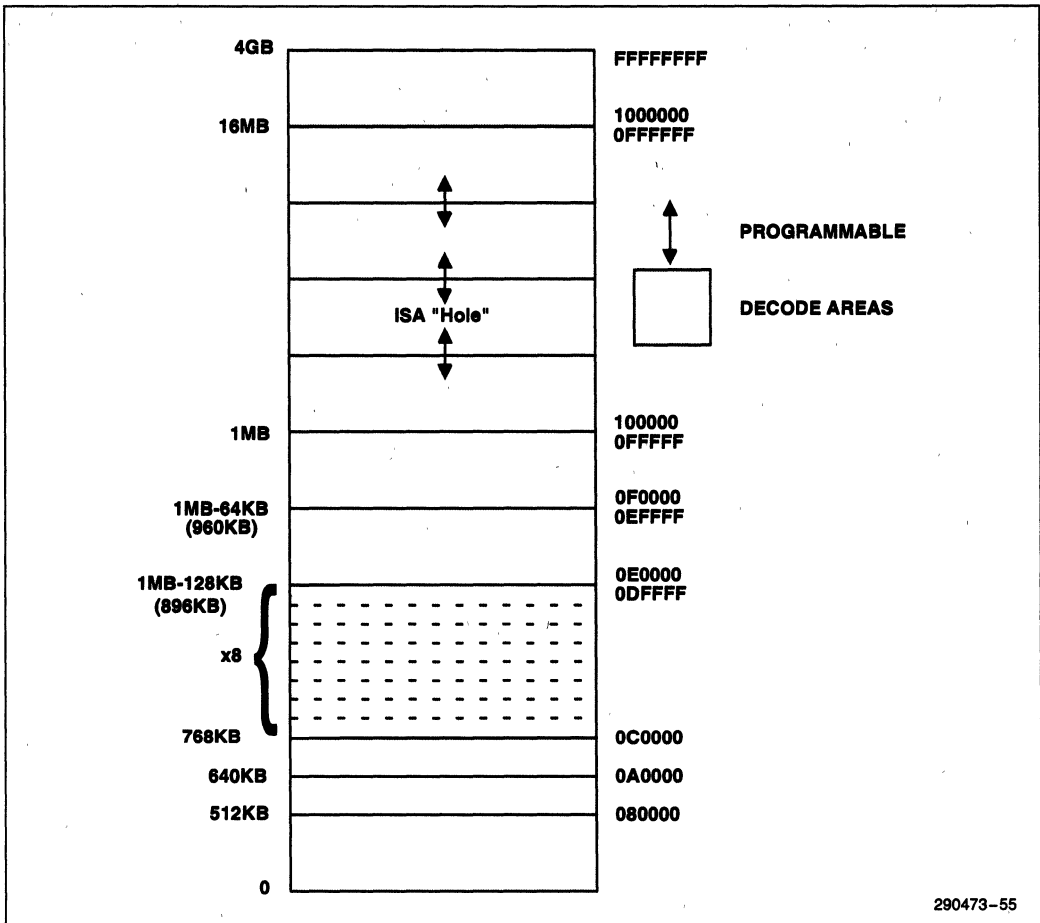 4GB
FFFFFFFF
16MB
1000000
0FFFFFF
PROGRAMMABLE
DECODE AREAS
ISA "Hole"
1MB
100000
0FFFFF
1MB-64KB
(960KB)
0F0000
0EFFFF
1MB-128KB
(896KB)
0E0000
0DFFFF
x8
768KB
0C0000
640KB
0A0000
512KB
080000
0
290473-55